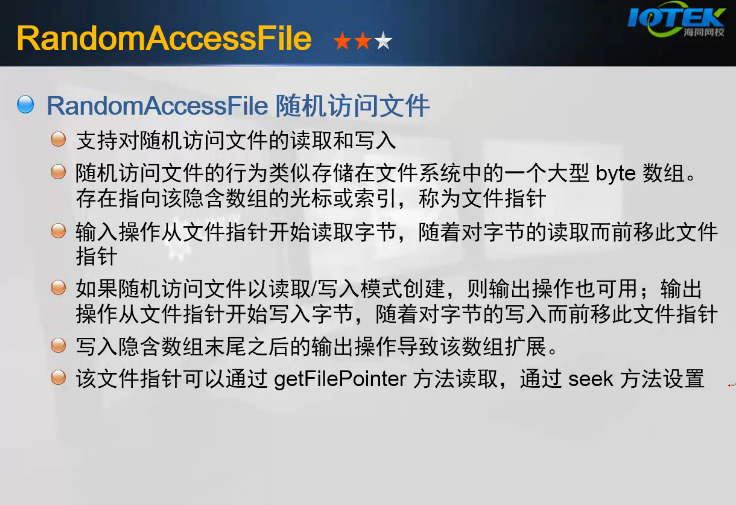 RandomAccessFile
IOTEK
海同网校
RandomAccessFile 随机访问文件
支持对随机访问文件的读取和写入
随机访问文件的行为类似存储在文件系统中的一个大型 byte 数组。
存在指向该隐含数组的光标或索引，称为文件指针
输入操作从文件指针开始读取字节，随着对字节的读取而前移此文件
指针
如果随机访问文件以读取/写入模式创建，则输出操作也可用；输出
操作从文件指针开始写入字节，随着对字节的写入而前移此文件指针
写入隐含数组末尾之后的输出操作导致该数组扩展。
该文件指针可以通过 getFilePointer 方法读取，通过 seek 方法设置